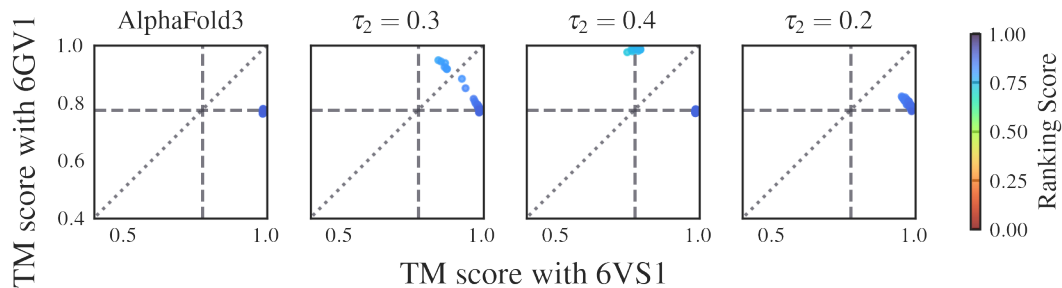 AlphaFold3
τ₂ = 0.3
τ₂ = 0.4
τ₂ = 0.2
TM score with 6GV1
1.0
0.8
0.6
0.4
0.5 1.0
0.5 1.0
0.5 1.0
0.5 1.0
TM score with 6VS1
1.00
0.75
0.50
0.25
0.00
Ranking Score